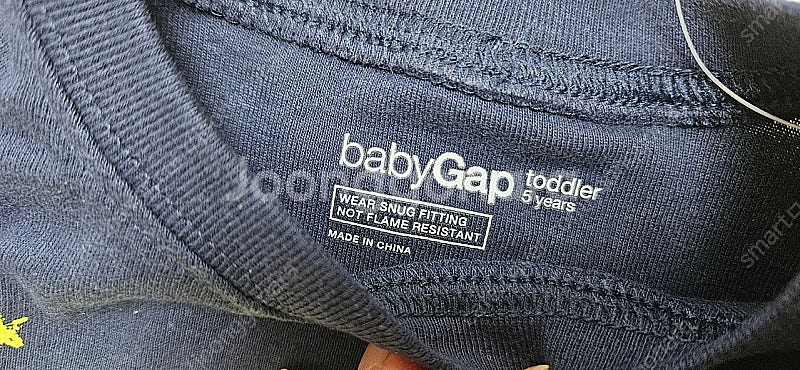 babyGap toddler
5 years
WEAR SNUG FITTING
NOT FLAME RESISTANT
MADE IN CHINA